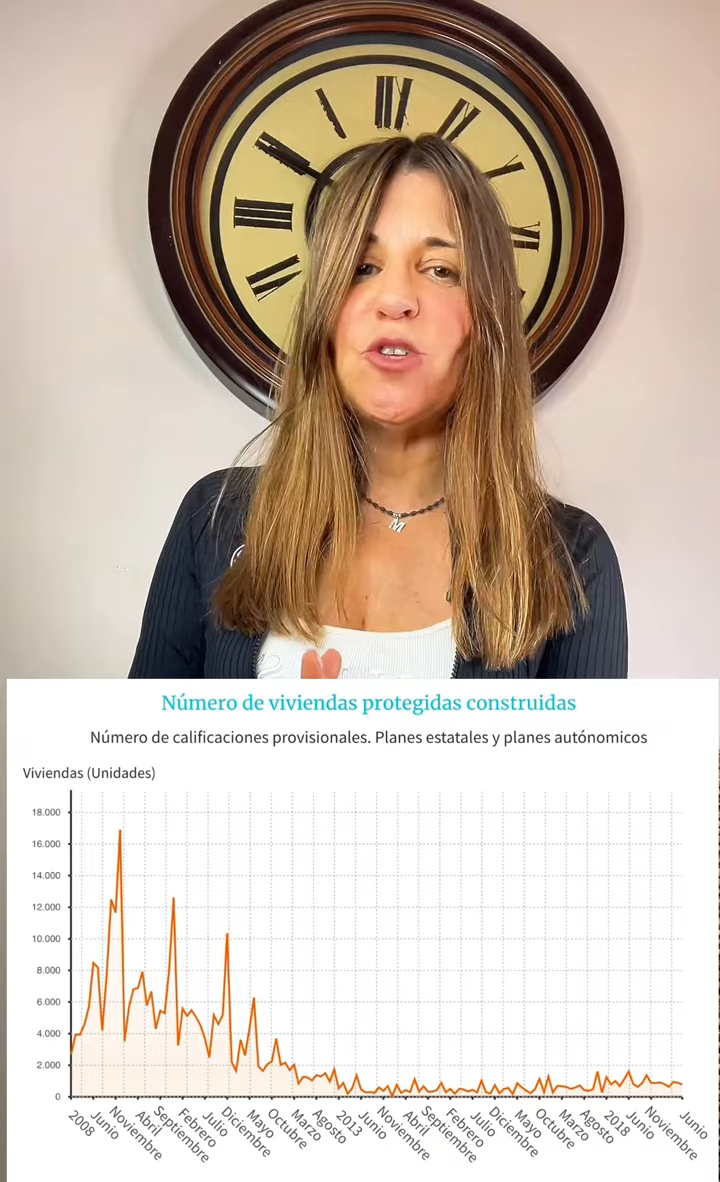 M
Número de viviendas protegidas construidas
Número de calificaciones provisionales. Planes estatales y planes autónomicos
Viviendas (Unidades)
18.000
16.000
14.000
12.000
10.000
8.000
6.000
4.000
2.000
0
2008 Junio Noviembre Abril Septiembre Febrero Julio Diciembre Mayo Octubre Marzo Agosto 2013 Junio Noviembre Abril Septiembre Febrero Julio Diciembre Mayo Octubre Marzo Agosto 2018 Junio Noviembre Junio